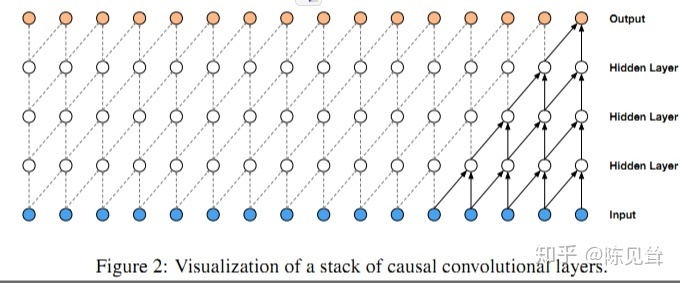 Output
Hidden Layer
Hidden Layer
Hidden Layer
Input
知乎 @陈见耸
Figure 2: Visualization of a stack of causal convolutional layers.